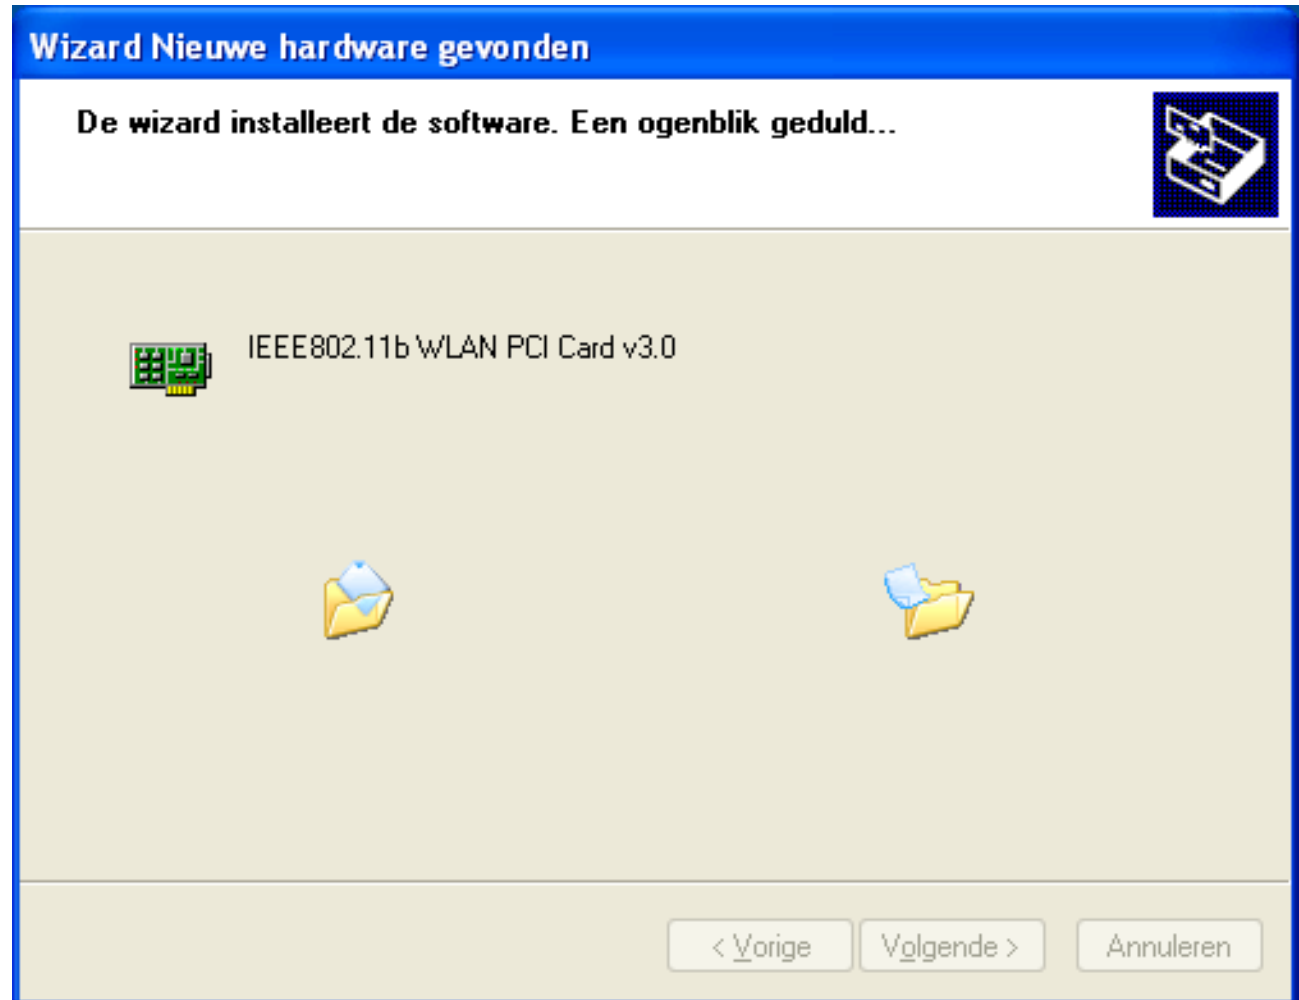 Wizard Nieuwe hardware gevonden
De wizard installeert de software. Een ogenblik geduld...
IEEE802.11b WLAN PCI Card v3.0
< Vorige
Volgende >
Annuleren